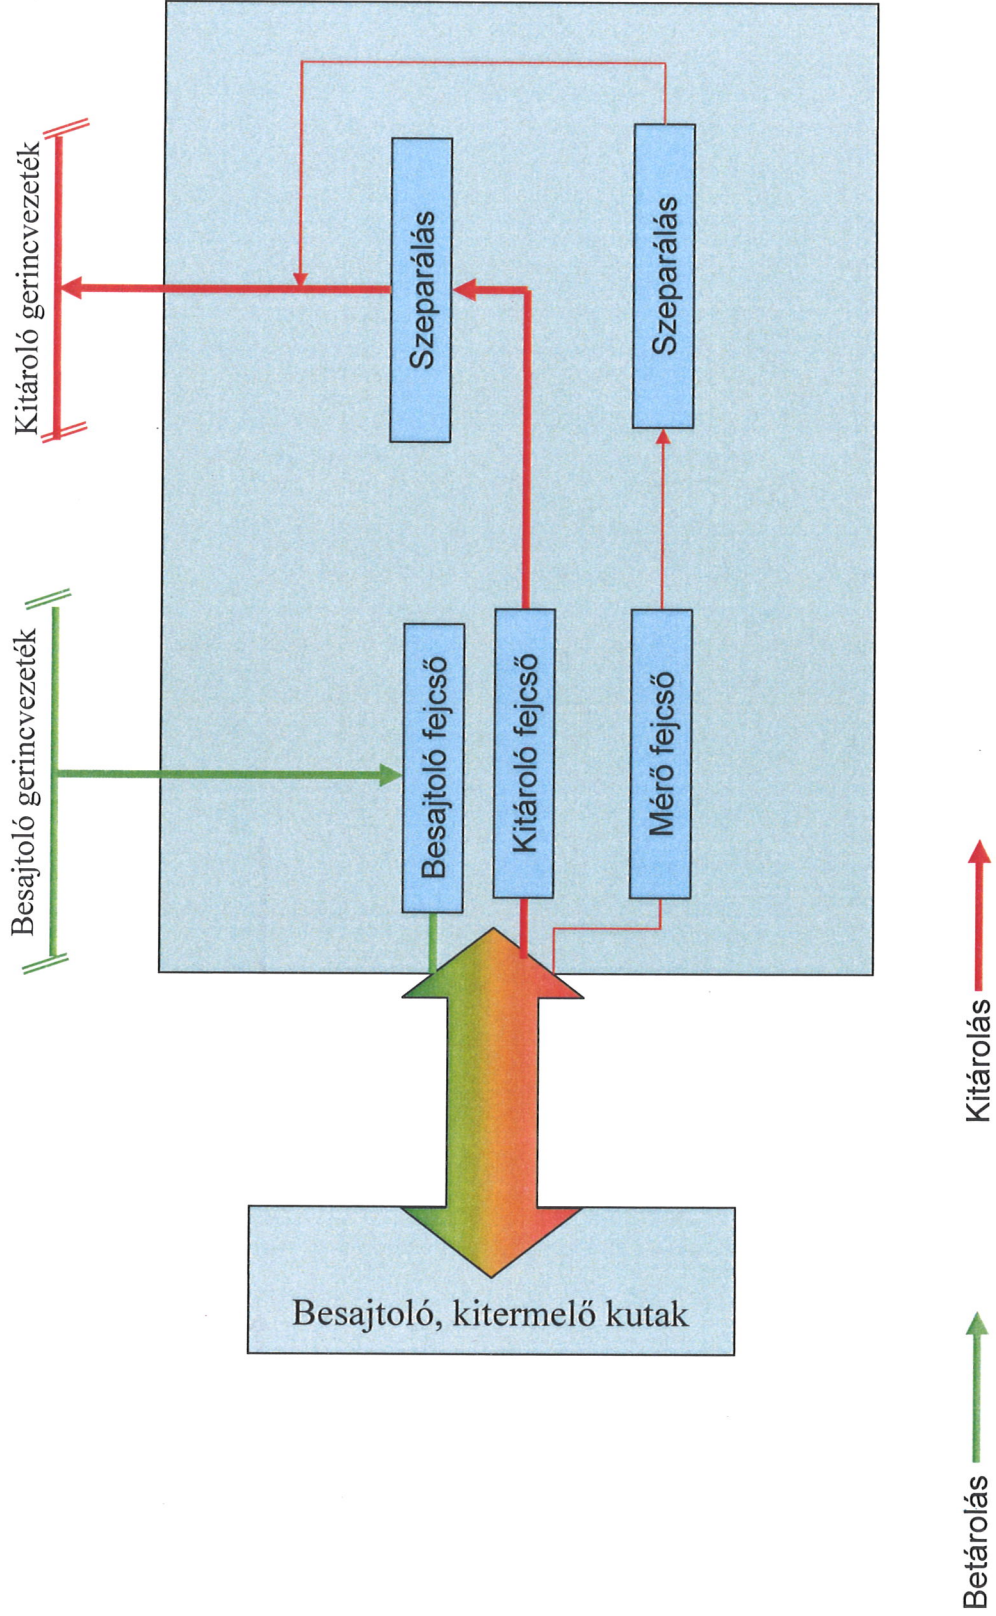 Besajtoló gerincvezeték
Kitároló gerincvezeték
Besajtoló fejcső
Szeparálás
Kitároló fejcső
Mérő fejcső
Szeparálás
Besajtoló, kitermelő kutak
Betárolás
Kitárolás